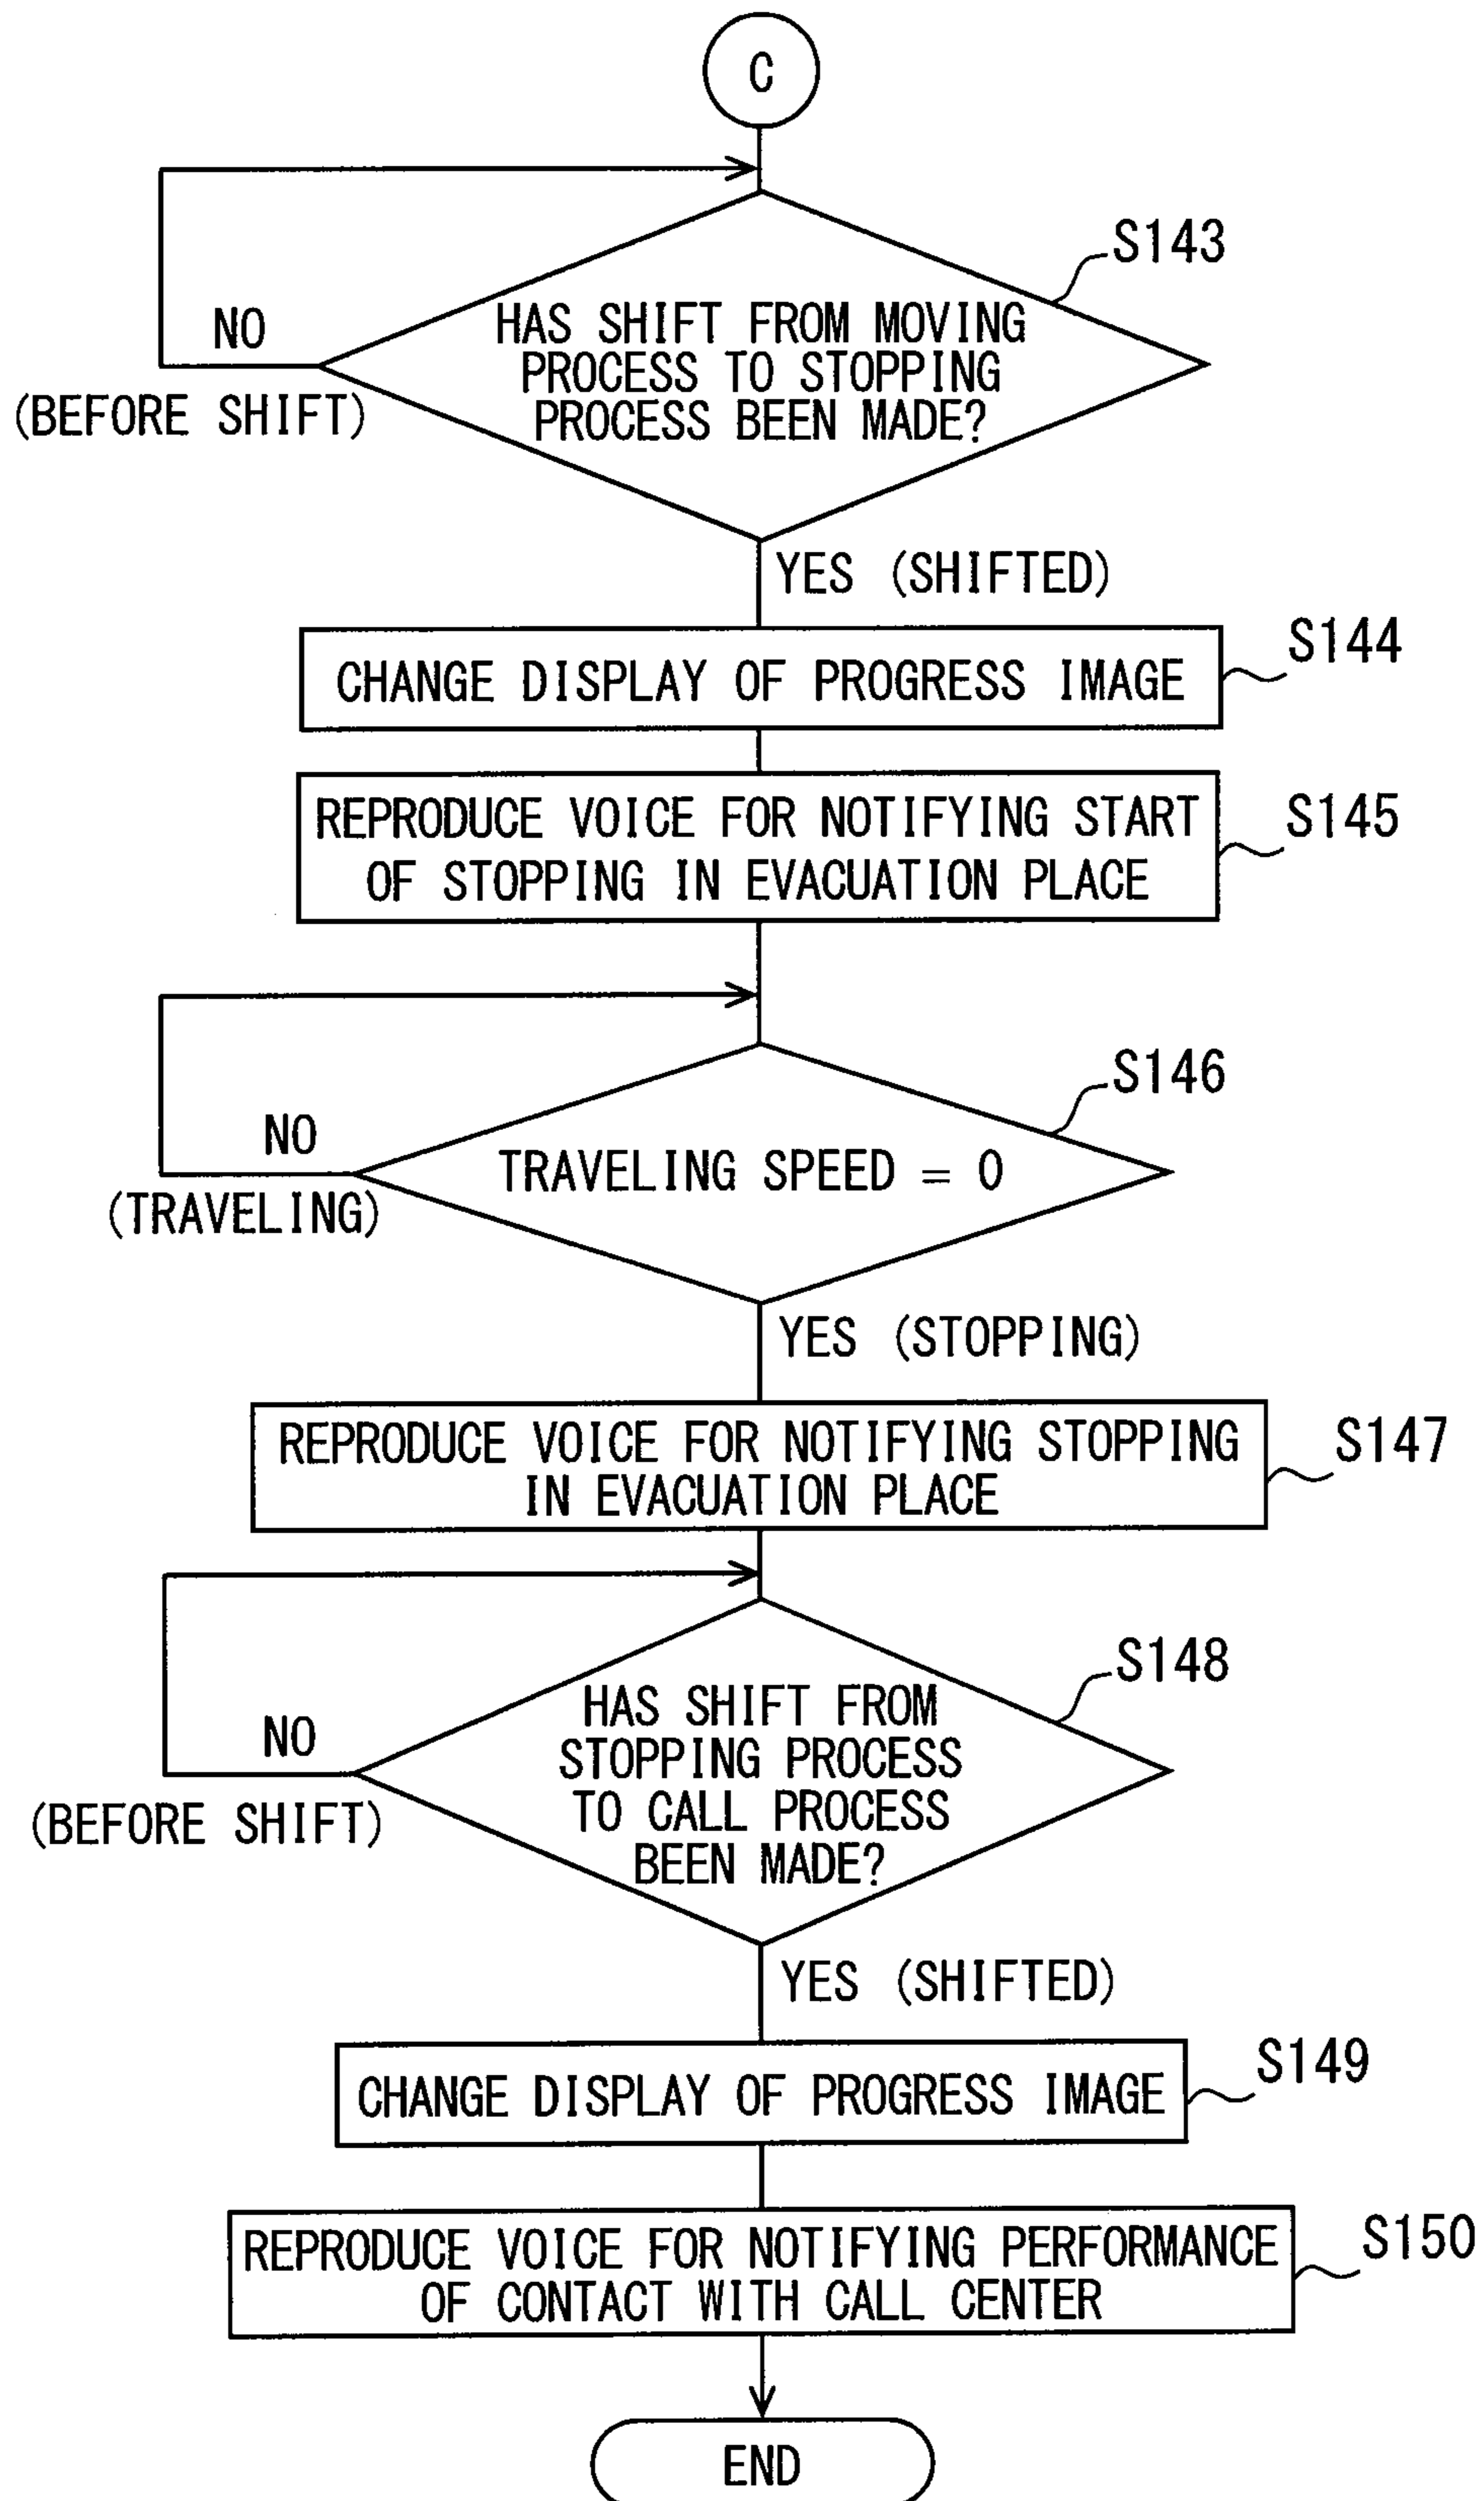 C
S143
HAS SHIFT FROM MOVING
PROCESS TO STOPPING
PROCESS BEEN MADE?
NO
(BEFORE SHIFT)
YES (SHIFTED)
S144
CHANGE DISPLAY OF PROGRESS IMAGE
S145
REPRODUCE VOICE FOR NOTIFYING START
OF STOPPING IN EVACUATION PLACE
S146
NO
TRAVELING SPEED = 0
(TRAVELING)
YES (STOPPING)
S147
REPRODUCE VOICE FOR NOTIFYING STOPPING
IN EVACUATION PLACE
S148
HAS SHIFT FROM
STOPPING PROCESS
TO CALL PROCESS
BEEN MADE?
NO
(BEFORE SHIFT)
YES (SHIFTED)
S149
CHANGE DISPLAY OF PROGRESS IMAGE
S150
REPRODUCE VOICE FOR NOTIFYING PERFORMANCE
OF CONTACT WITH CALL CENTER
END